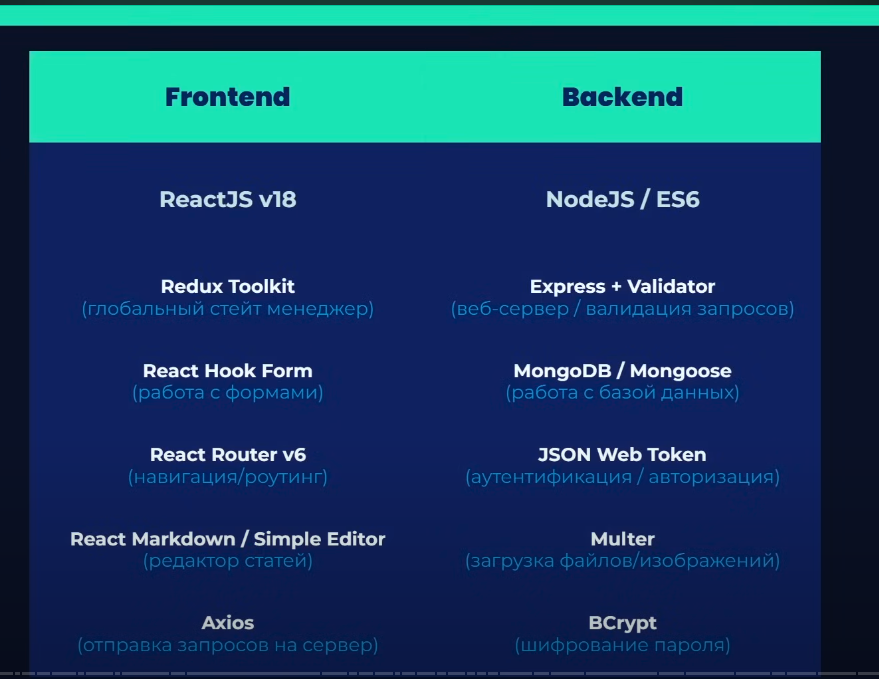 Frontend
Backend
ReactJS v18
NodeJS / ES6
Redux Toolkit
(глобальный стейт менеджер)
Express + Validator
(веб-сервер / валидация запросов)
React Hook Form
(работа с формами)
MongoDB / Mongoose
(работа с базой данных)
React Router v6
(навигация/роутинг)
JSON Web Token
(аутентификация / авторизация)
React Markdown / Simple Editor
(редактор статей)
Multer
(загрузка файлов/изображений)
Axios
(отправка запросов на сервер)
BCrypt
(шифрование пароля)